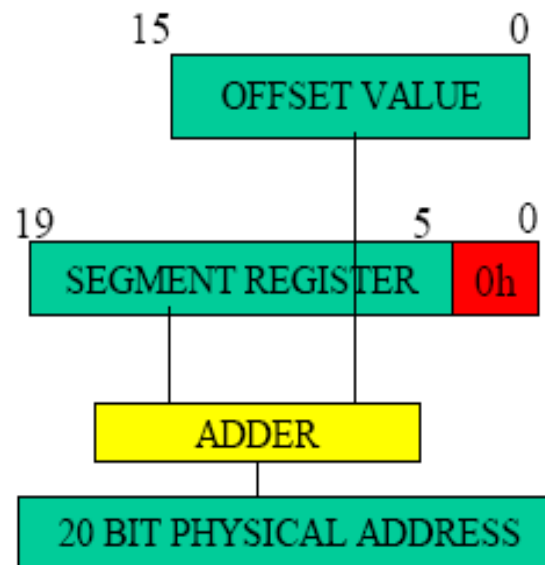 15 0
OFFSET VALUE
19 5 0
SEGMENT REGISTER 0h
ADDER
20 BIT PHYSICAL ADDRESS